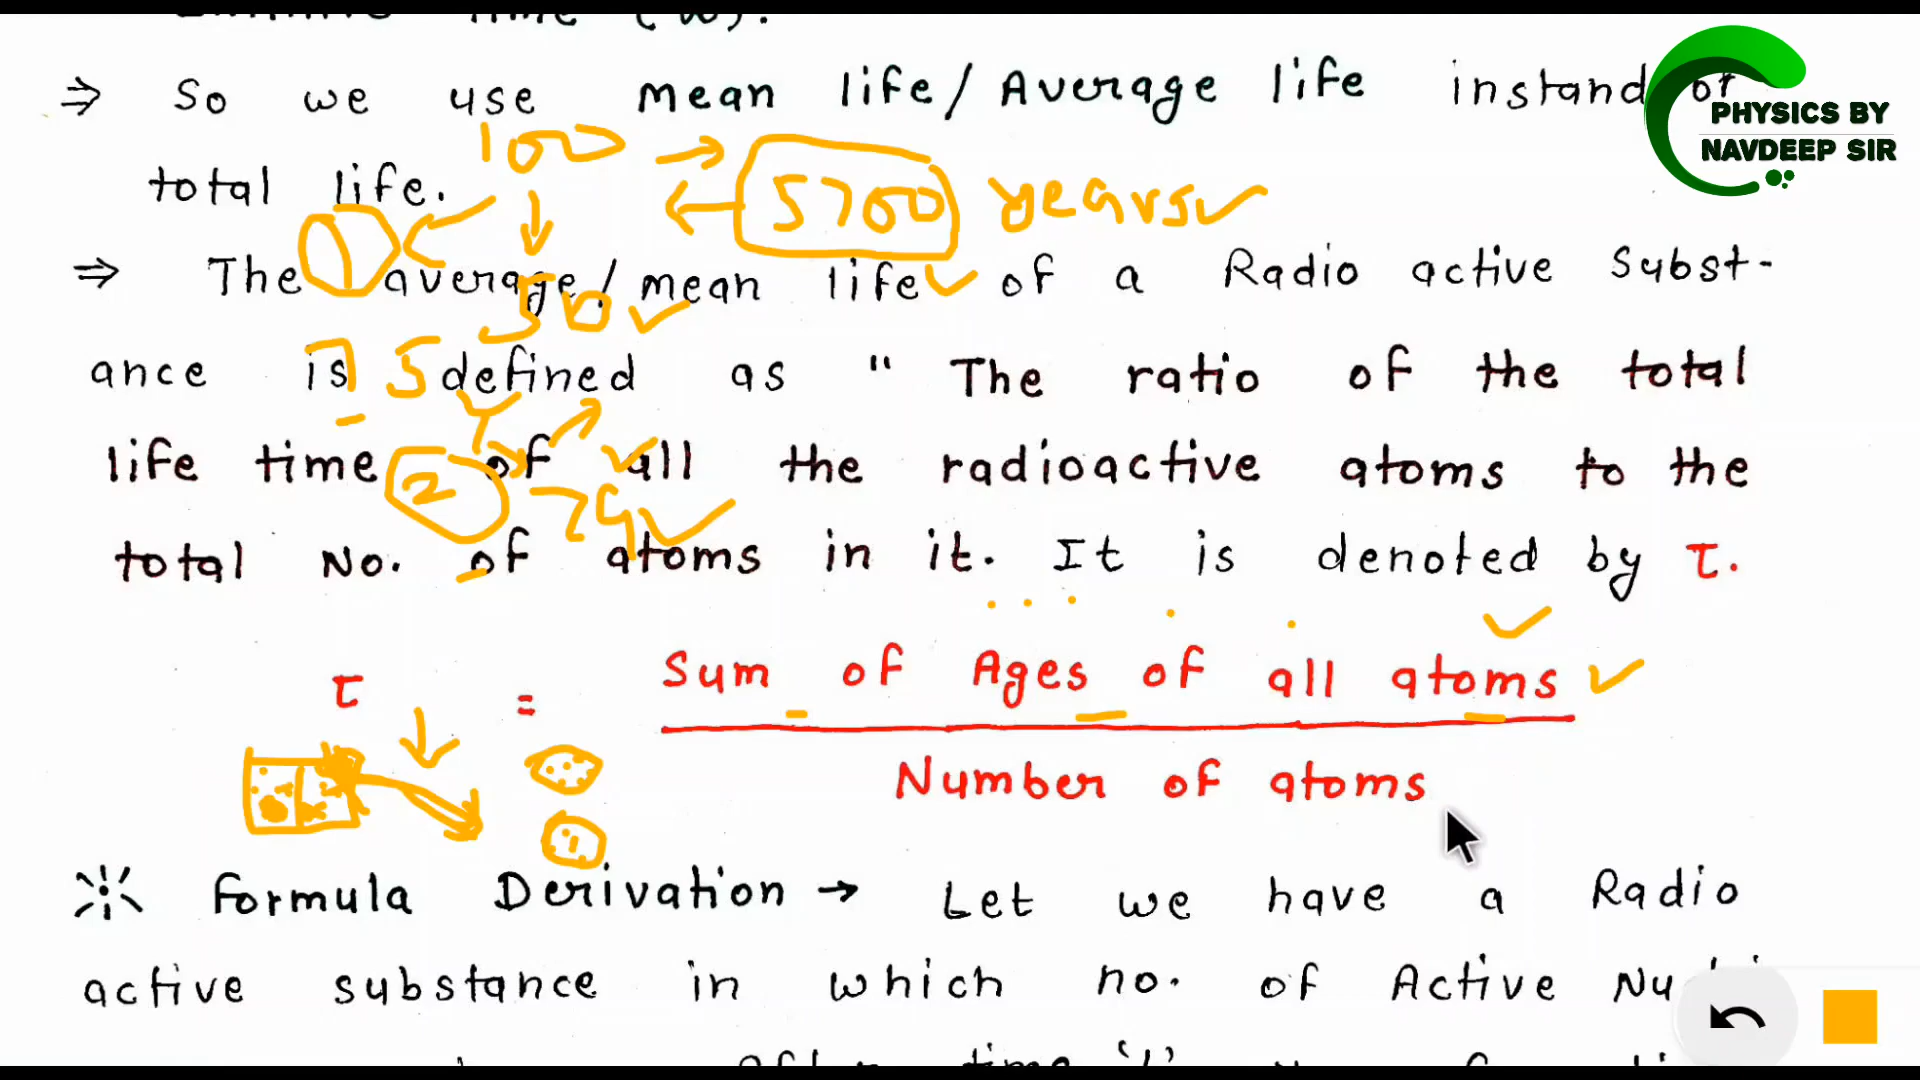 ⇒ So we use mean life/Average life instand of
PHYSICS BY
NAVDEEP SIR
100
total life.
5700 years
⇒ The average/mean life of a Radio active Subst-
50
ance is defined as " The ratio of the total
life time of all the radioactive atoms to the
2
total No. of atoms in it. It is denoted by τ.
τ = Sum of Ages of all atoms
Number of atoms
Formula Derivation → Let we have a Radio
active substance in which no. of Active